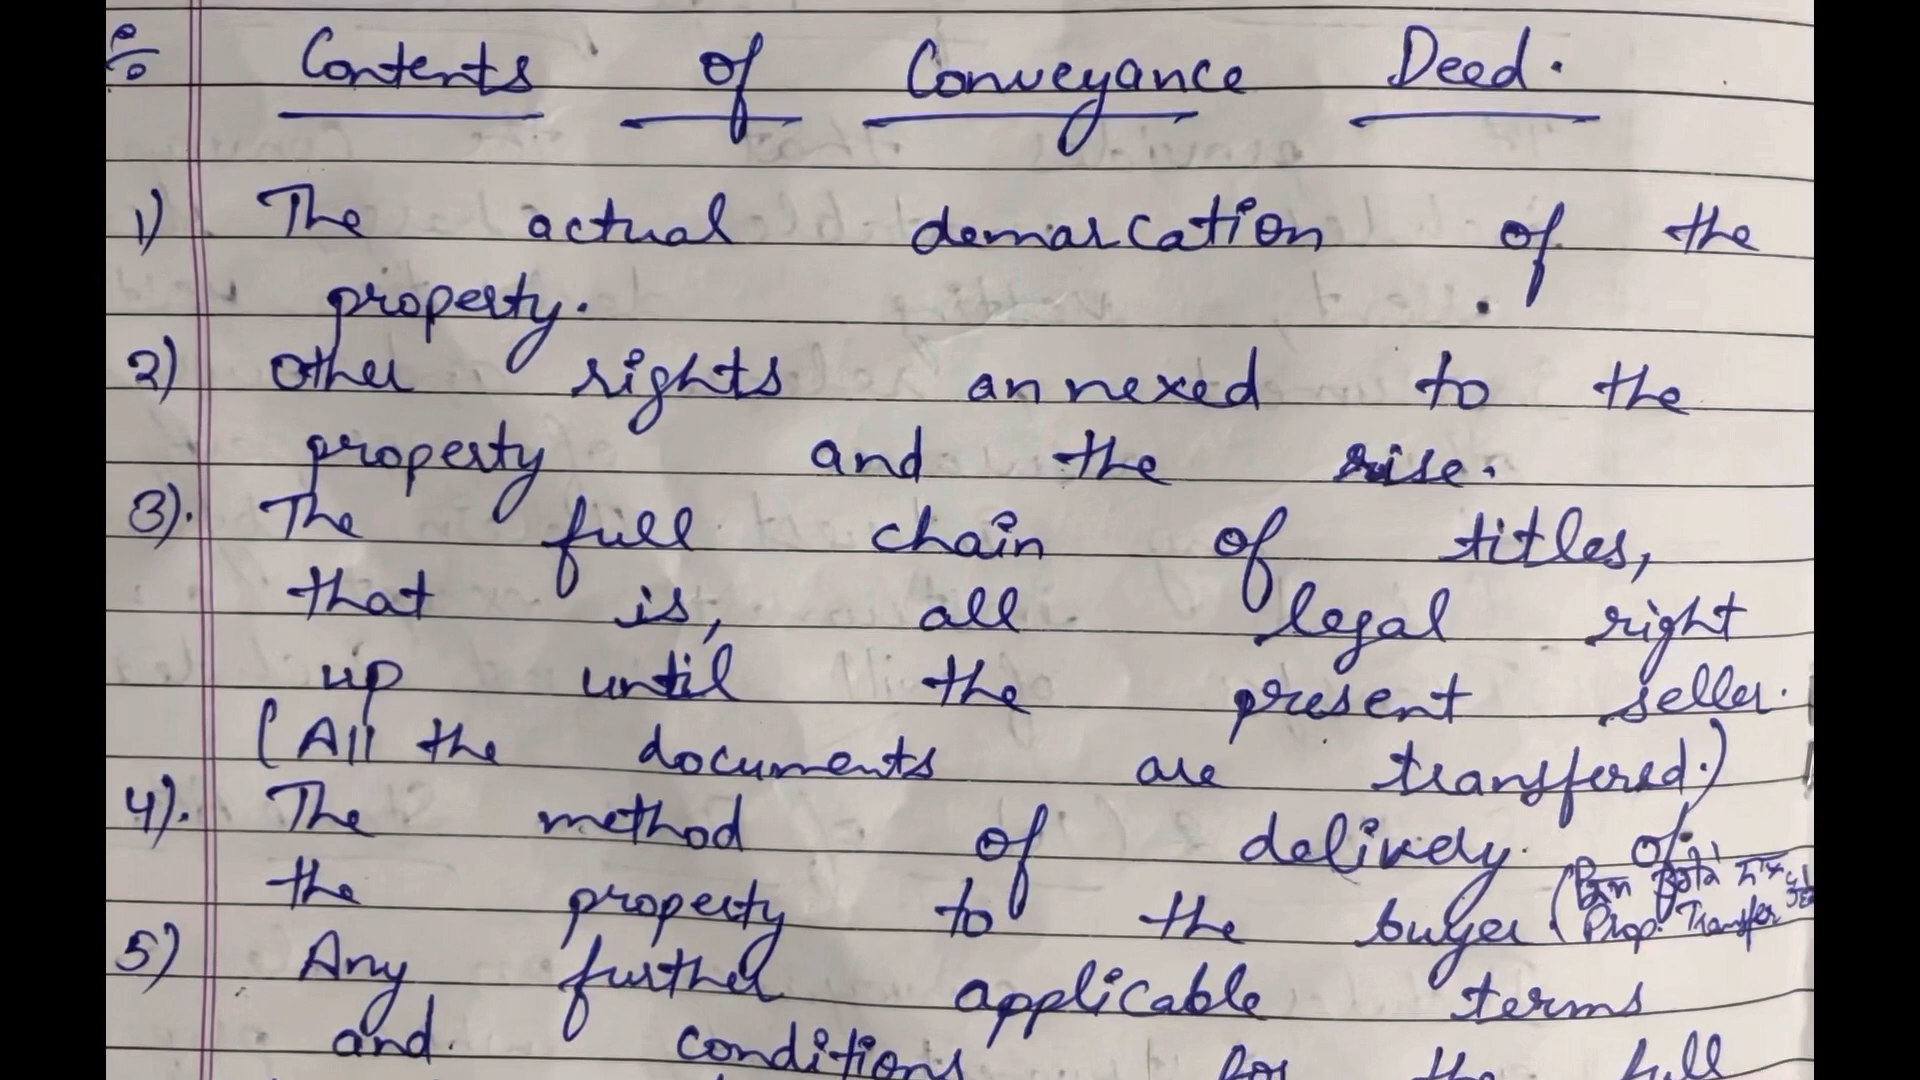 P/o Contents of Conveyance Deed.
1) The actual demarcation of the
property.
2) Other rights annexed to the
property and the rise.
3). The full chain of titles,
that is, all legal right
up until the present seller.
(All the documents are transfered.)
4). The method of delivery of
the property to the buyer (
Prop. Transfer
5) Any further applicable terms
and conditions for the full